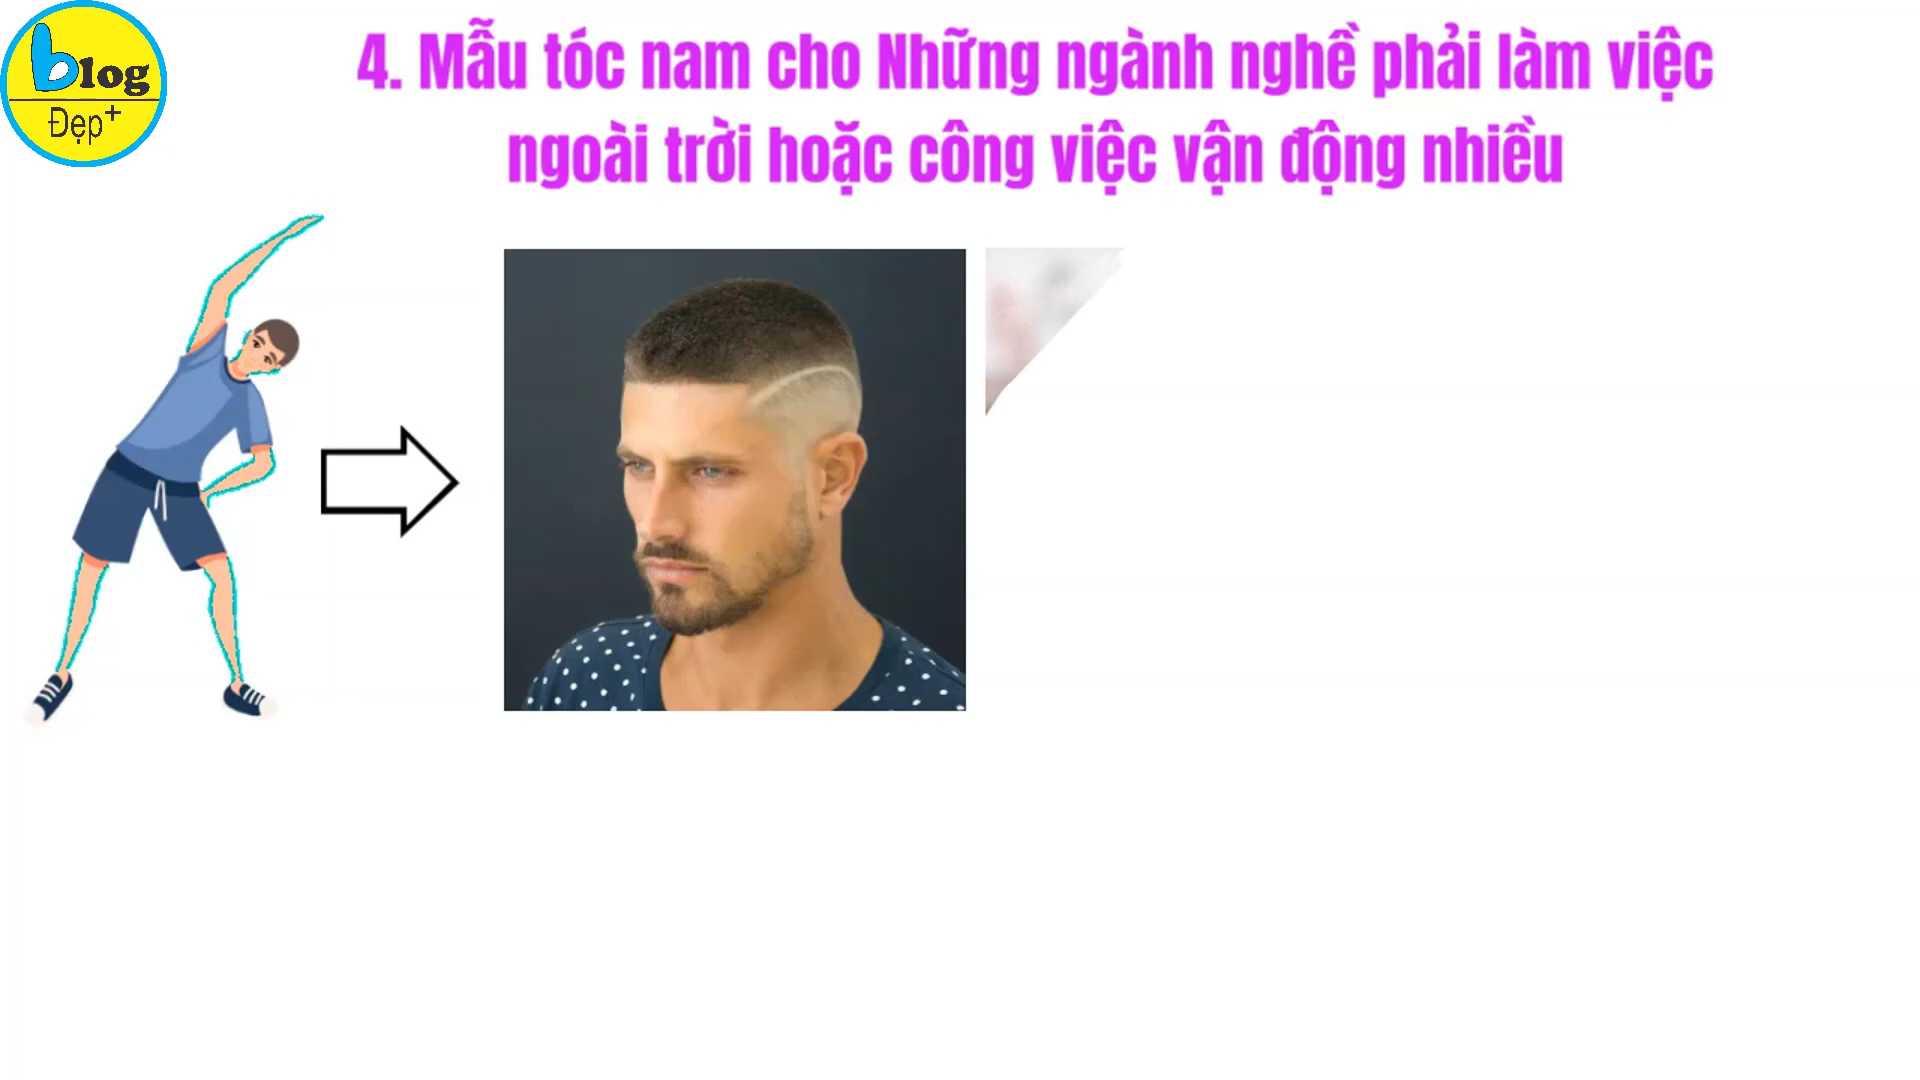 blog
Đẹp+
4. Mẫu tóc nam cho Những ngành nghề phải làm việc
ngoài trời hoặc công việc vận động nhiều